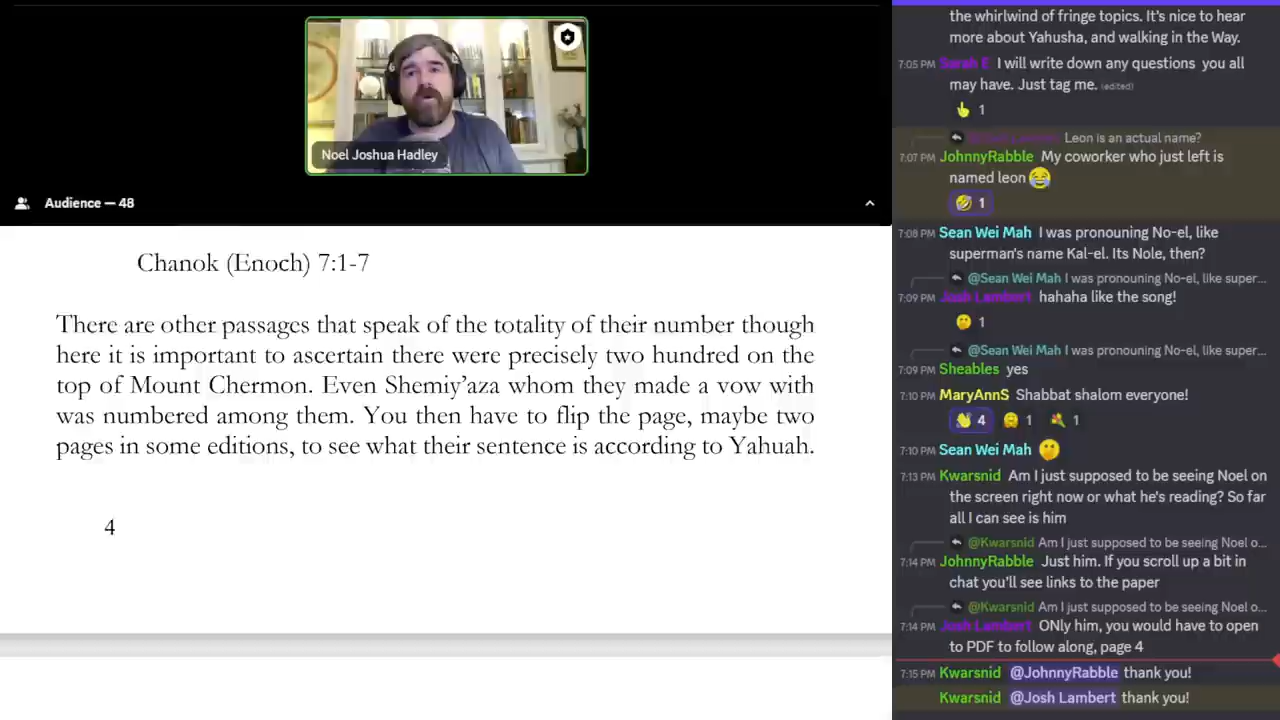 Noel Joshua Hadley
Audience — 48
Chanok (Enoch) 7:1-7
There are other passages that speak of the totality of their number though
here it is important to ascertain there were precisely two hundred on the
top of Mount Chermon. Even Shemiy'aza whom they made a vow with
was numbered among them. You then have to flip the page, maybe two
pages in some editions, to see what their sentence is according to Yahuah.
4
the whirlwind of fringe topics. It's nice to hear
more about Yahusha, and walking in the Way.
7:05 PM Sarah E I will write down any questions you all
may have. Just tag me. (edited)
1
Leon is an actual name?
7:07 PM JohnnyRabble My coworker who just left is
named leon
1
7:08 PM Sean Wei Mah I was pronouning No-el, like
superman's name Kal-el. Its Nole, then?
@Sean Wei Mah I was pronouning No-el, like super...
7:09 PM Josh Lambert hahaha like the song!
1
@Sean Wei Mah I was pronouning No-el, like super...
7:09 PM Sheables yes
7:10 PM MaryAnnS Shabbat shalom everyone!
4 1 1
7:10 PM Sean Wei Mah
7:13 PM Kwarsnid Am I just supposed to be seeing Noel on
the screen right now or what he's reading? So far
all I can see is him
@Kwarsnid Am I just supposed to be seeing Noel o...
7:14 PM JohnnyRabble Just him. If you scroll up a bit in
chat you'll see links to the paper
@Kwarsnid Am I just supposed to be seeing Noel o...
7:14 PM Josh Lambert ONly him, you would have to open
to PDF to follow along, page 4
7:15 PM Kwarsnid @JohnnyRabble thank you!
Kwarsnid @Josh Lambert thank you!